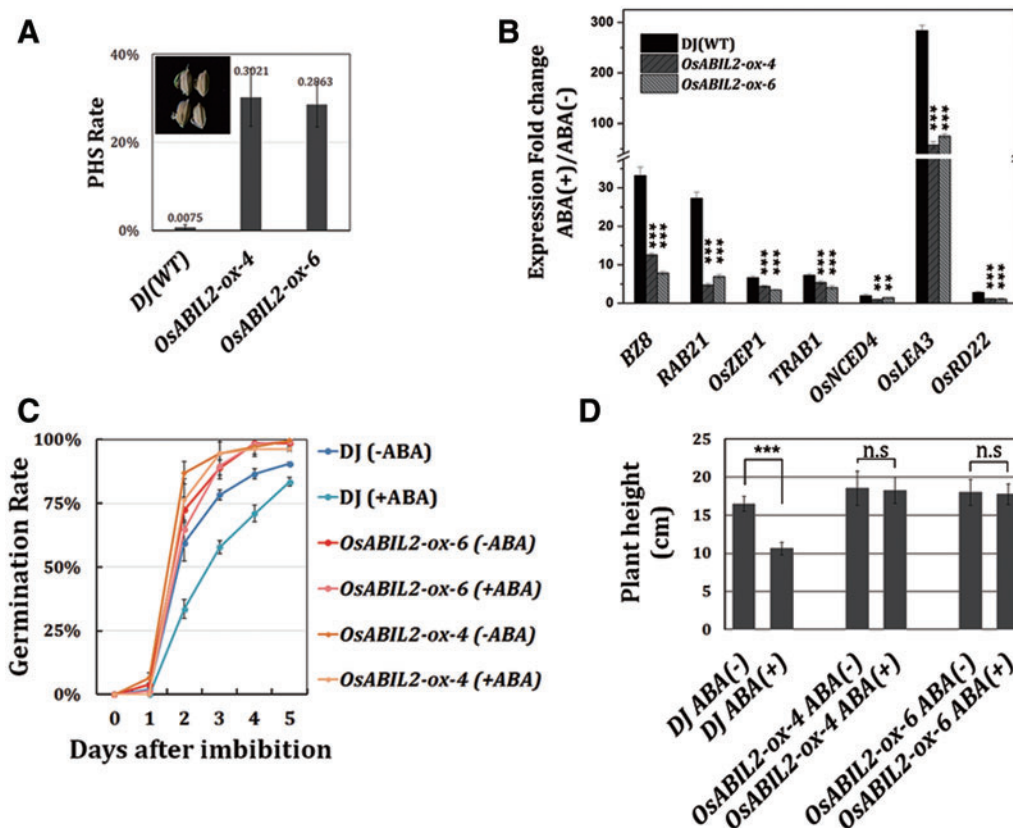 A
40%
20%
0%
PHS Rate
0.0075
0.3021
0.2863
DJ(WT)
OsABIL2-ox-4
OsABIL2-ox-6
B
300
200
100
30
20
10
0
Expression Fold change
ABA(+)/ABA(-)
DJ(WT)
OsABIL2-ox-4
OsABIL2-ox-6
***
***
***
***
***
***
***
***
**
**
***
***
***
***
BZ8
RAB21
OsZEP1
TRAB1
OsNCED4
OsLEA3
OsRD22
C
100%
75%
50%
25%
0%
Germination Rate
0 1 2 3 4 5
Days after imbibition
DJ (-ABA)
DJ (+ABA)
OsABIL2-ox-6 (-ABA)
OsABIL2-ox-6 (+ABA)
OsABIL2-ox-4 (-ABA)
OsABIL2-ox-4 (+ABA)
D
25
20
15
10
5
0
Plant height
(cm)
***
n.s
n.s
DJ ABA(-)
DJ ABA(+)
OsABIL2-ox-4 ABA(-)
OsABIL2-ox-4 ABA(+)
OsABIL2-ox-6 ABA(-)
OsABIL2-ox-6 ABA(+)